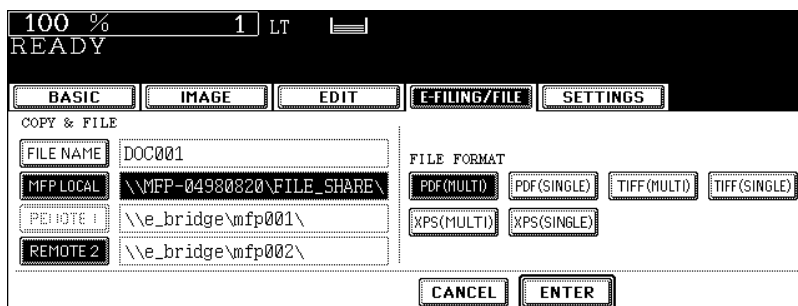 100 % 1 LT
READY
BASIC IMAGE EDIT E-FILING/FILE SETTINGS
COPY & FILE
FILE NAME DOC001
MFP LOCAL \\MFP-04980820\FILE_SHARE\
REMOTE 1 \\e_bridge\mfp001\
REMOTE 2 \\e_bridge\mfp002\
FILE FORMAT
PDF(MULTI) PDF(SINGLE) TIFF(MULTI) TIFF(SINGLE)
XPS(MULTI) XPS(SINGLE)
CANCEL ENTER